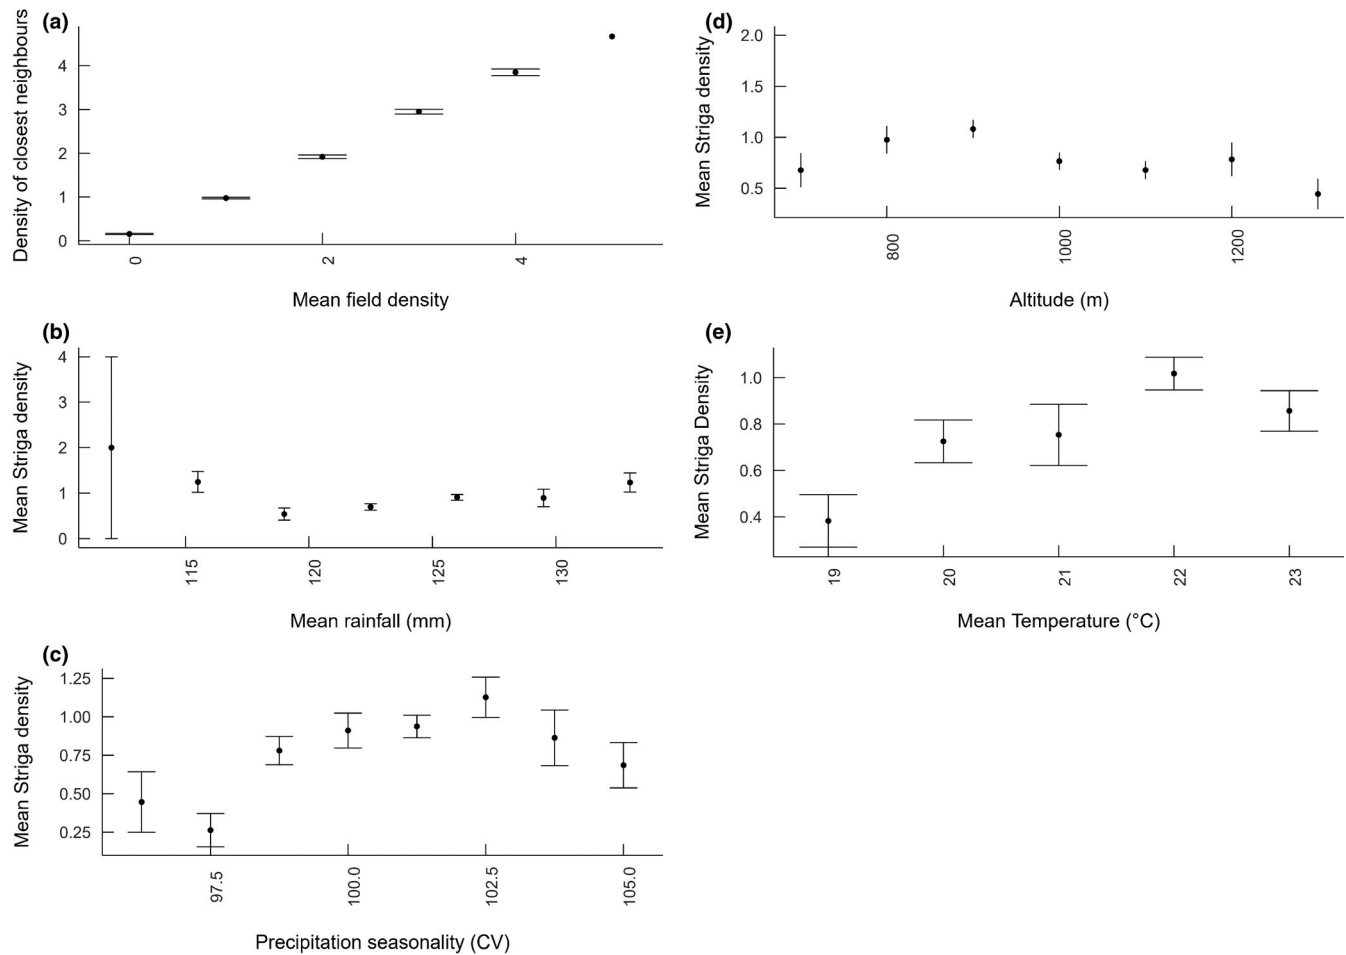 (a)
Density of closest neighbours
4
3
2
1
0
0
2
4
Mean field density
(b)
Mean Striga density
4
3
2
1
0
115
120
125
130
Mean rainfall (mm)
(c)
Mean Striga density
1.25
1.00
0.75
0.50
0.25
97.5
100.0
102.5
105.0
Precipitation seasonality (CV)
(d)
Mean Striga density
2.0
1.5
1.0
0.5
800
1000
1200
Altitude (m)
(e)
Mean Striga Density
1.0
0.8
0.6
0.4
19
20
21
22
23
Mean Temperature (°C)